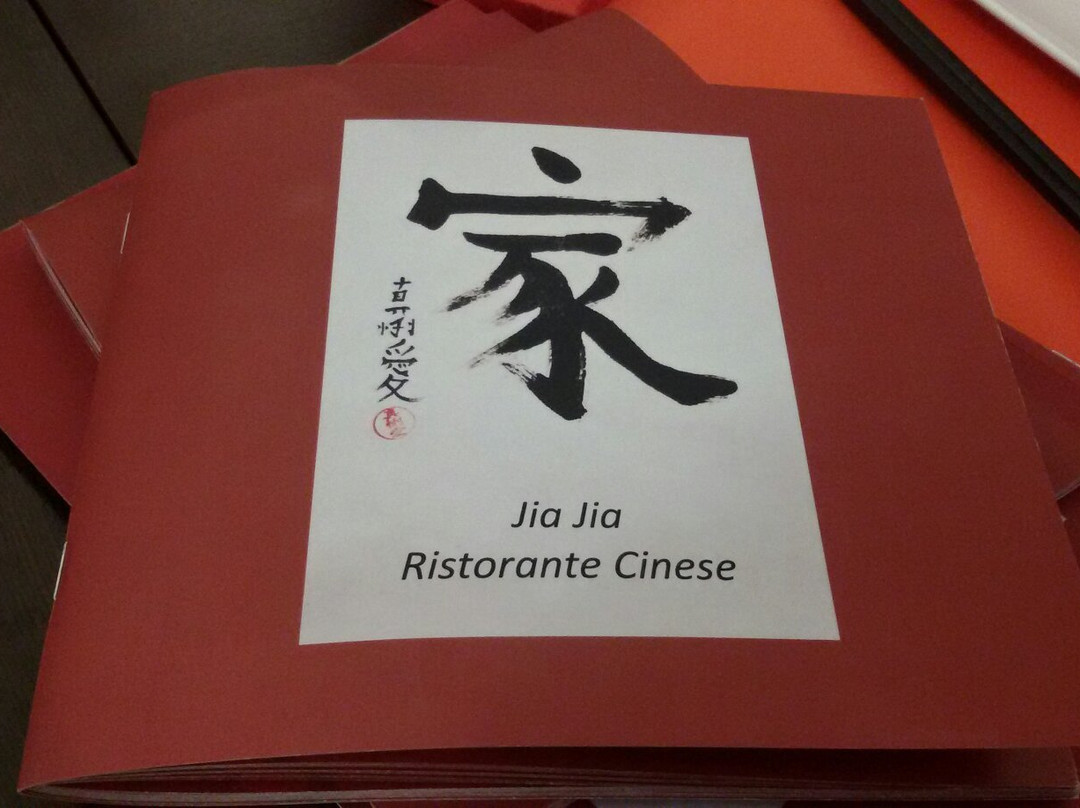 家
Jia Jia
Ristorante Cinese